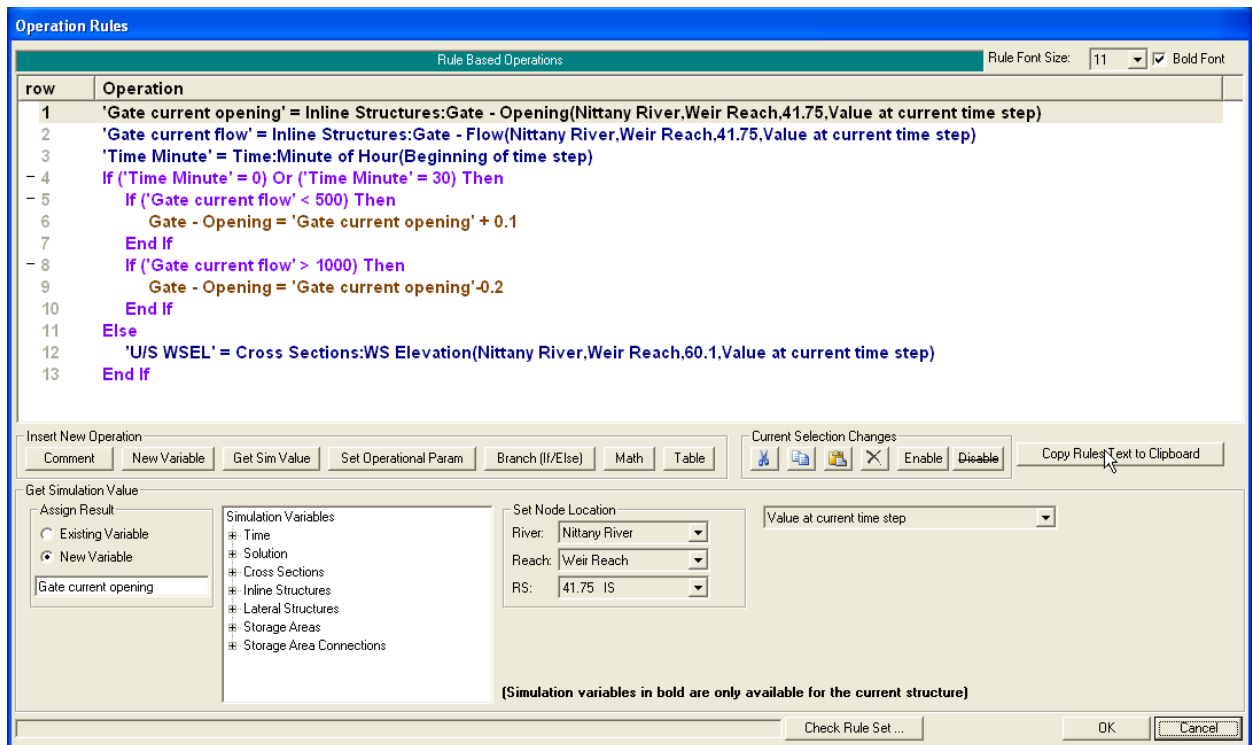 Operation Rules
Rule Based Operations Rule Font Size: 11 Bold Font
row Operation
1 'Gate current opening' = Inline Structures:Gate - Opening(Nittany River,Weir Reach,41.75,Value at current time step)
2 'Gate current flow' = Inline Structures:Gate - Flow(Nittany River,Weir Reach,41.75,Value at current time step)
3 'Time Minute' = Time:Minute of Hour(Beginning of time step)
4 If ('Time Minute' = 0) Or ('Time Minute' = 30) Then
5 If ('Gate current flow' < 500) Then
6 Gate - Opening = 'Gate current opening' + 0.1
7 End If
8 If ('Gate current flow' > 1000) Then
9 Gate - Opening = 'Gate current opening'-0.2
10 End If
11 Else
12 'U/S WSEL' = Cross Sections:WS Elevation(Nittany River,Weir Reach,60.1,Value at current time step)
13 End If
Insert New Operation
Comment New Variable Get Sim Value Set Operational Param Branch (If/Else) Math Table
Current Selection Changes
Enable Disable
Copy Rules Text to Clipboard
Get Simulation Value
Assign Result
Existing Variable
New Variable
Gate current opening
Simulation Variables
Time
Solution
Cross Sections
Inline Structures
Lateral Structures
Storage Areas
Storage Area Connections
Set Node Location
River: Nittany River
Reach: Weir Reach
RS: 41.75 IS
Value at current time step
(Simulation variables in bold are only available for the current structure)
Check Rule Set ... OK Cancel